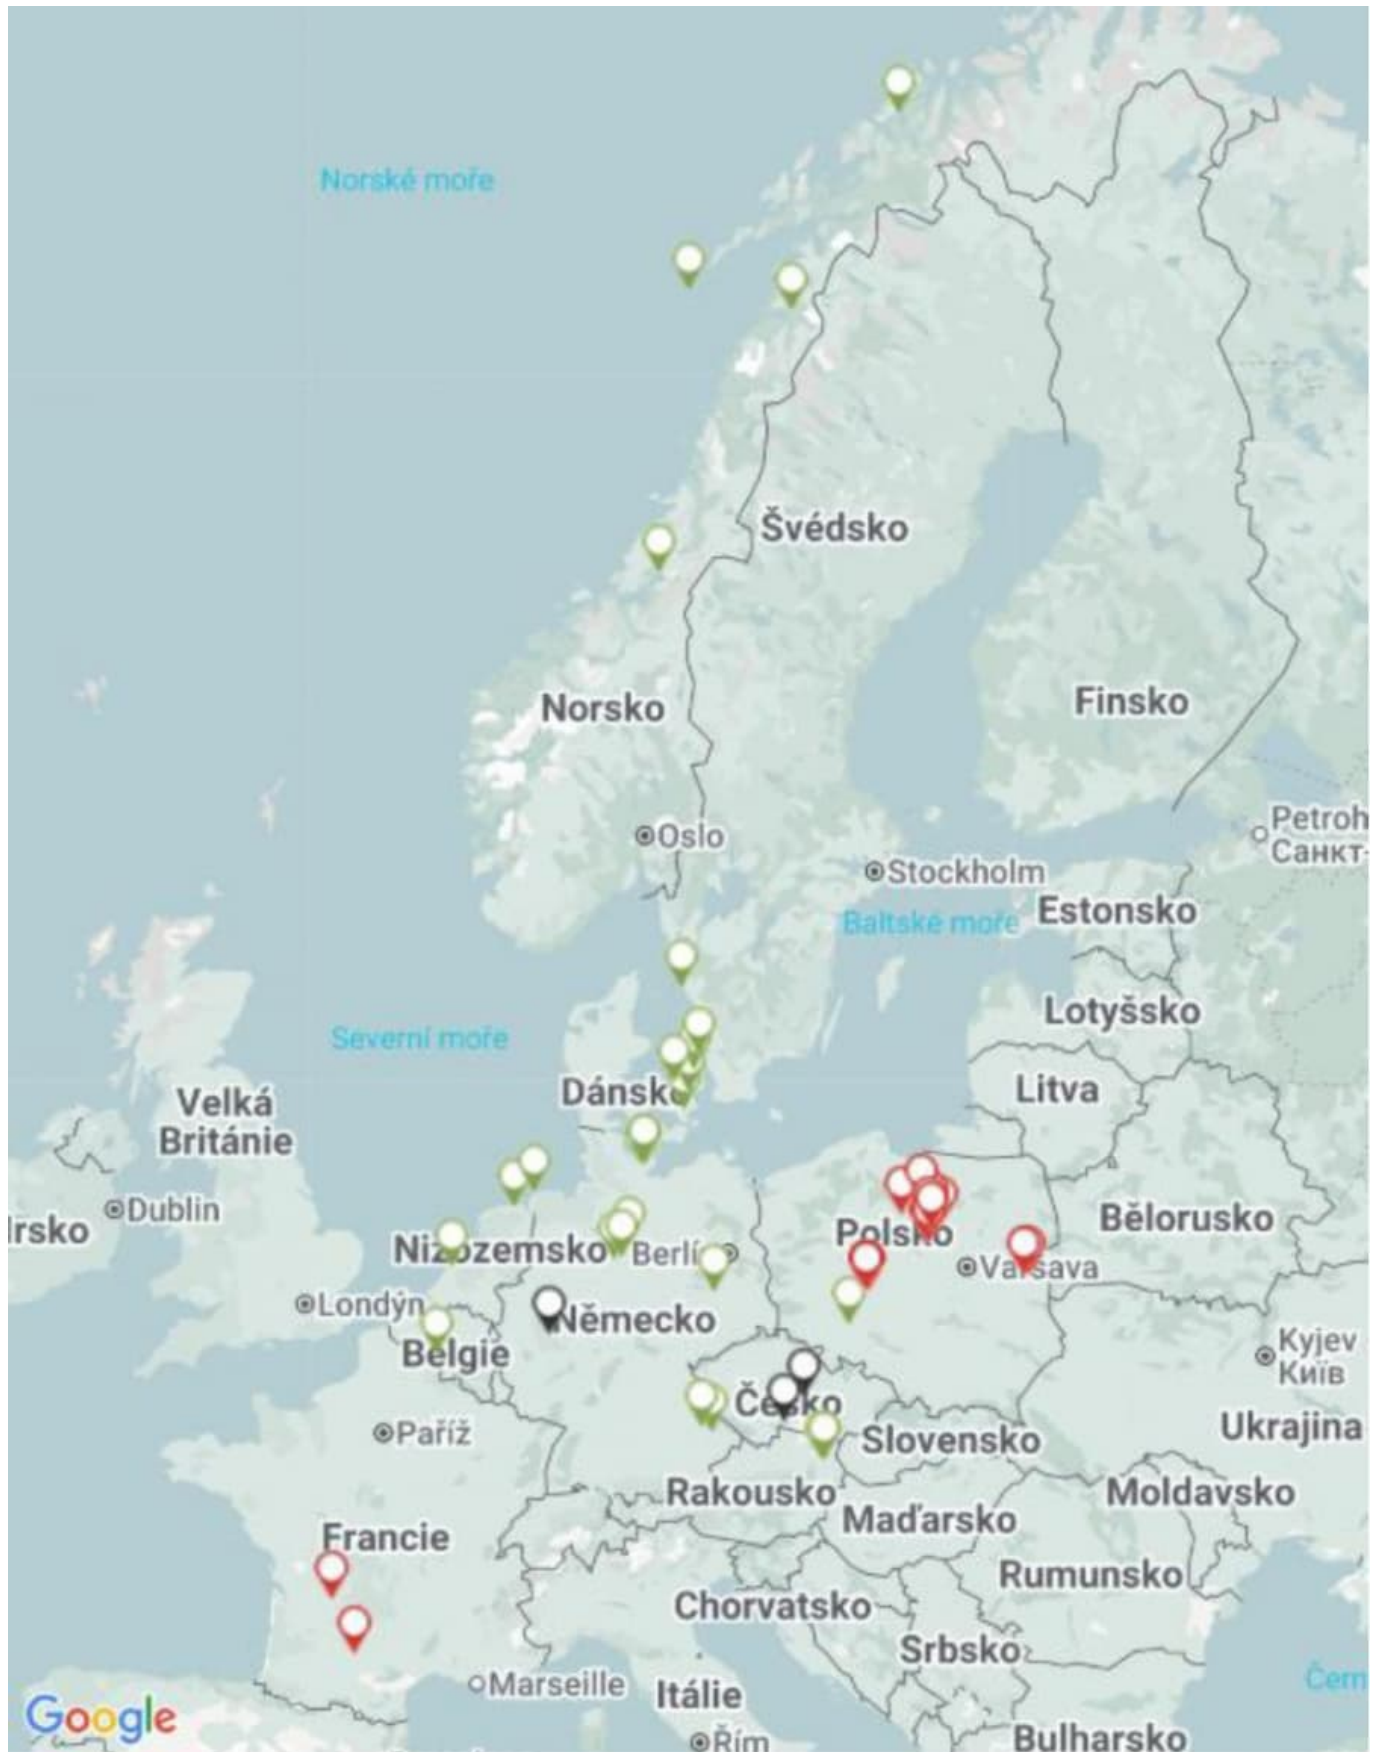 Norské moře
Švédsko
Norsko
Finsko
Oslo
Petroh
Санкт-
Stockholm
Baltské moře
Estonsko
Lotyšsko
Severní moře
Dánsko
Litva
Velká
Británie
Dublin
Irsko
Bělorusko
Nizozemsko
Berlí
Polsko
Varšava
Londýn
Německo
Belgie
Kyjev
Київ
Česko
Paříž
Slovensko
Ukrajina
Rakousko
Maďarsko
Moldavsko
Francie
Rumunsko
Chorvatsko
Srbsko
Marseille
Itálie
Čern
Google
Řím
Bulharsko